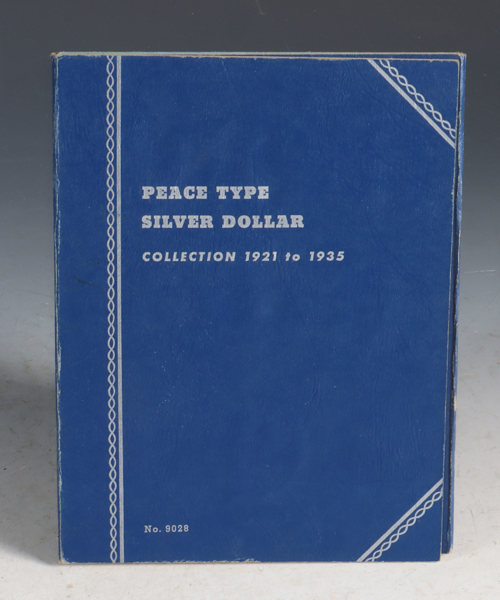 PEACE TYPE
SILVER DOLLAR
COLLECTION 1921 to 1935
No. 9028